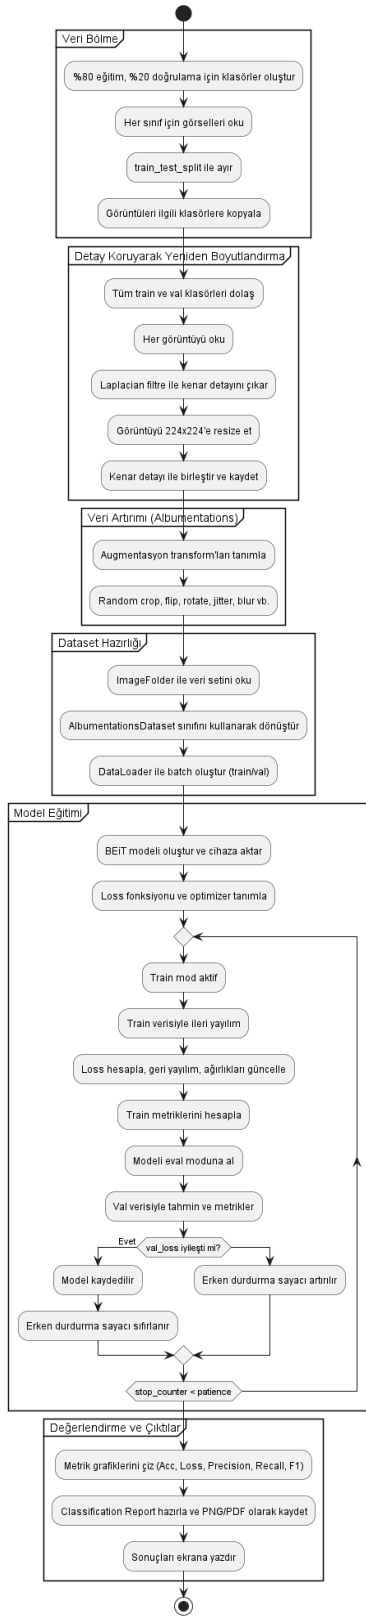 Veri Bölme
%80 eğitim, %20 doğrulama için klasörler oluştur
Her sınıf için görselleri oku
train_test_split ile ayır
Görüntüleri ilgili klasörlere kopyala
Detay Koruyarak Yeniden Boyutlandırma
Tüm train ve val klasörleri dolaş
Her görüntüyü oku
Laplacian filtre ile kenar detayını çıkar
Görüntüyü 224x224'e resize et
Kenar detayı ile birleştir ve kaydet
Veri Artırımı (Albumentations)
Augmentasyon transform'ları tanımla
Random crop, flip, rotate, jitter, blur vb.
Dataset Hazırlığı
ImageFolder ile veri setini oku
AlbumentationsDataset sınıfını kullanarak dönüştür
DataLoader ile batch oluştur (train/val)
Model Eğitimi
BEiT modeli oluştur ve cihaza aktar
Loss fonksiyonu ve optimizer tanımla
Train mod aktif
Train verisiyle ileri yayılım
Loss hesapla, geri yayılım, ağırlıkları güncelle
Train metriklerini hesapla
Modeli eval moduna al
Val verisiyle tahmin ve metrikler
Evet
val_loss iyileşti mi?
Model kaydedilir
Erken durdurma sayacı artırılır
Erken durdurma sayacı sıfırlanır
stop_counter < patience
Değerlendirme ve Çıktılar
Metrik grafiklerini çiz (Acc, Loss, Precision, Recall, F1)
Classification Report hazırla ve PNG/PDF olarak kaydet
Sonuçları ekrana yazdır